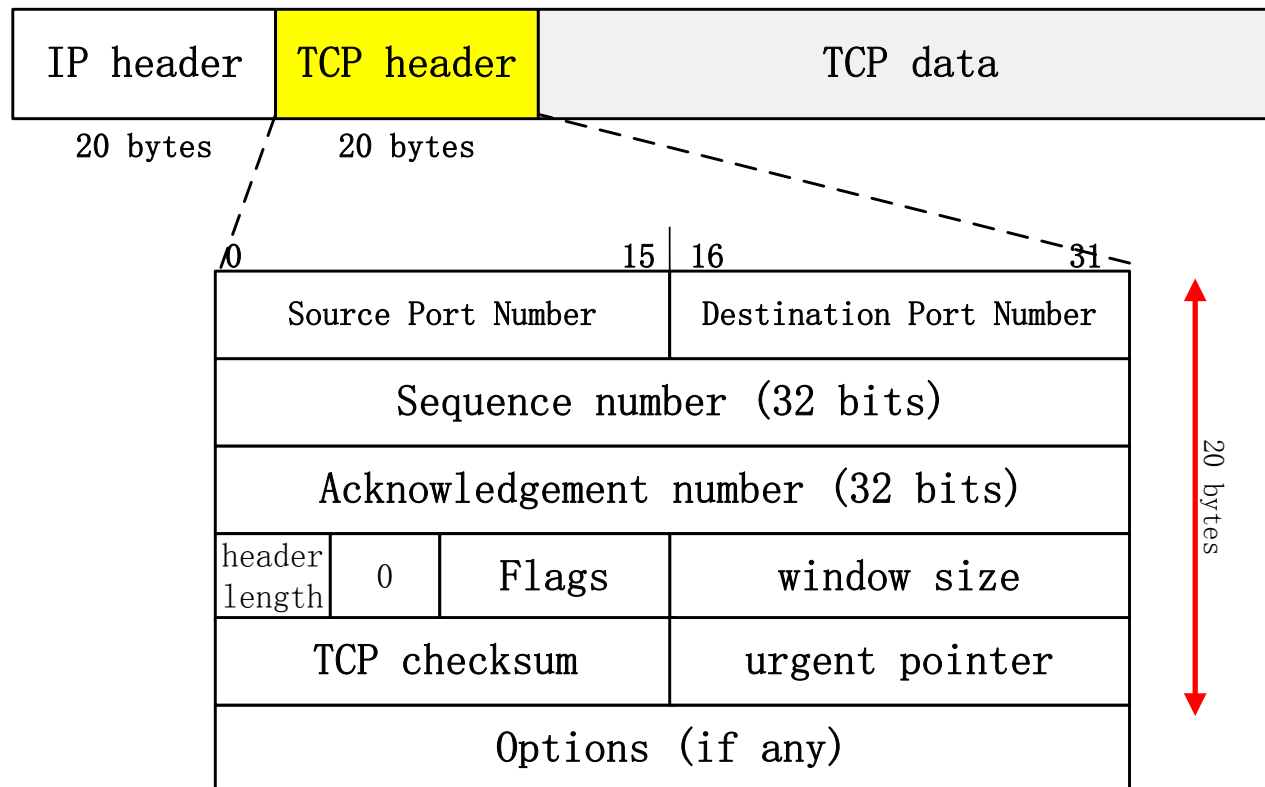 IP header TCP header TCP data
20 bytes 20 bytes
0 15 16 31
Source Port Number Destination Port Number
Sequence number (32 bits)
20 bytes
Acknowledgement number (32 bits)
header length 0 Flags window size
TCP checksum urgent pointer
Options (if any)